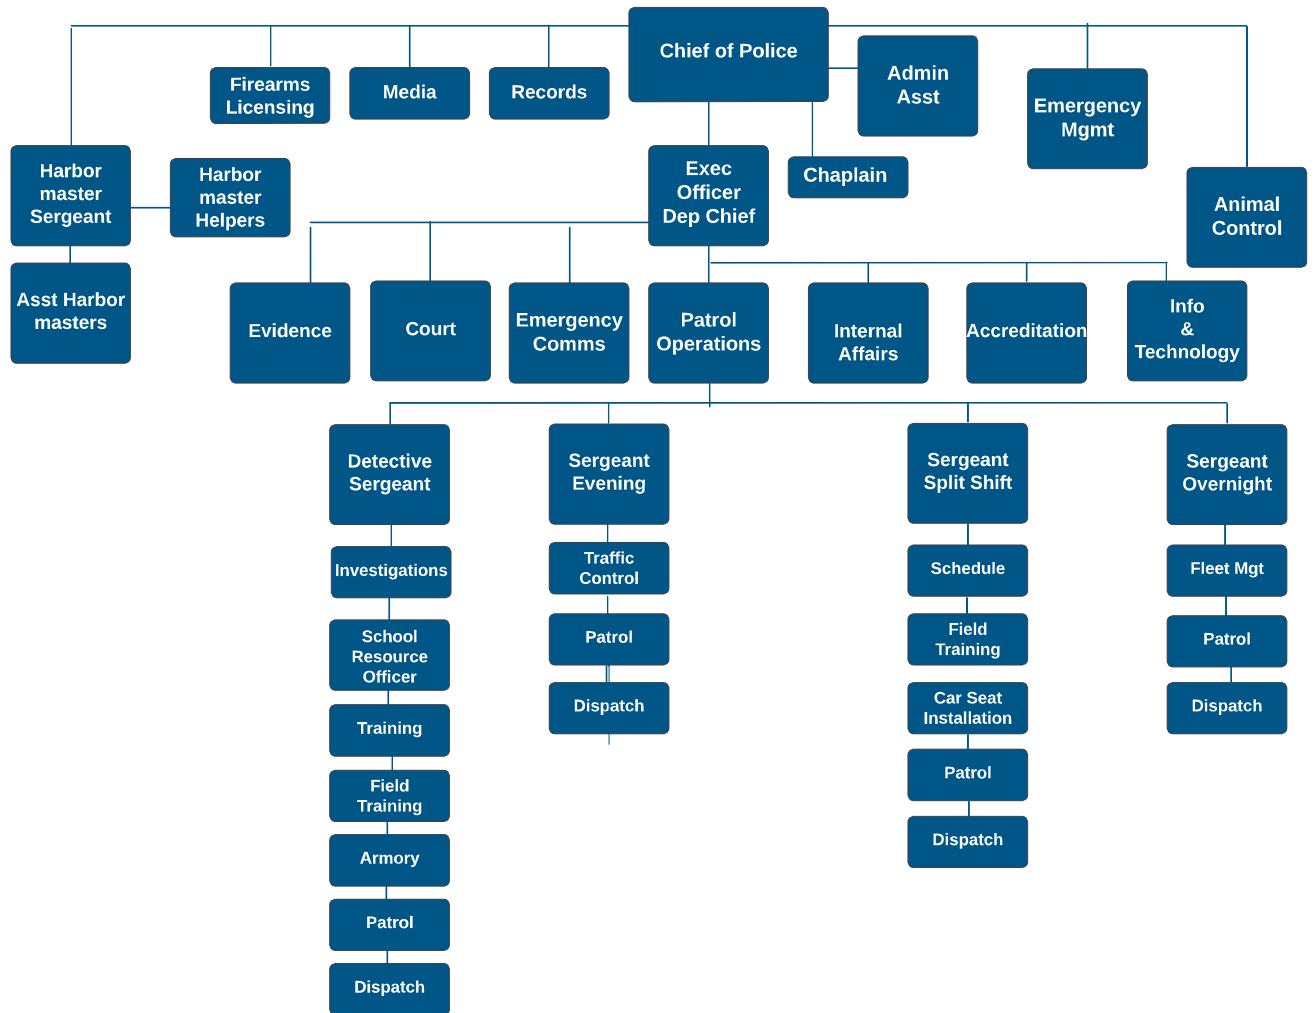 Chief of Police
Firearms
Licensing
Media
Records
Admin
Asst
Emergency
Mgmt
Harbor
master
Sergeant
Harbor
master
Helpers
Exec
Officer
Dep Chief
Chaplain
Animal
Control
Asst Harbor
masters
Evidence
Court
Emergency
Comms
Patrol
Operations
Internal
Affairs
Accreditation
Info
&
Technology
Detective
Sergeant
Sergeant
Evening
Sergeant
Split Shift
Sergeant
Overnight
Investigations
Traffic
Control
Schedule
Fleet Mgt
School
Resource
Officer
Patrol
Field
Training
Patrol
Training
Dispatch
Car Seat
Installation
Dispatch
Field
Training
Patrol
Armory
Dispatch
Patrol
Dispatch